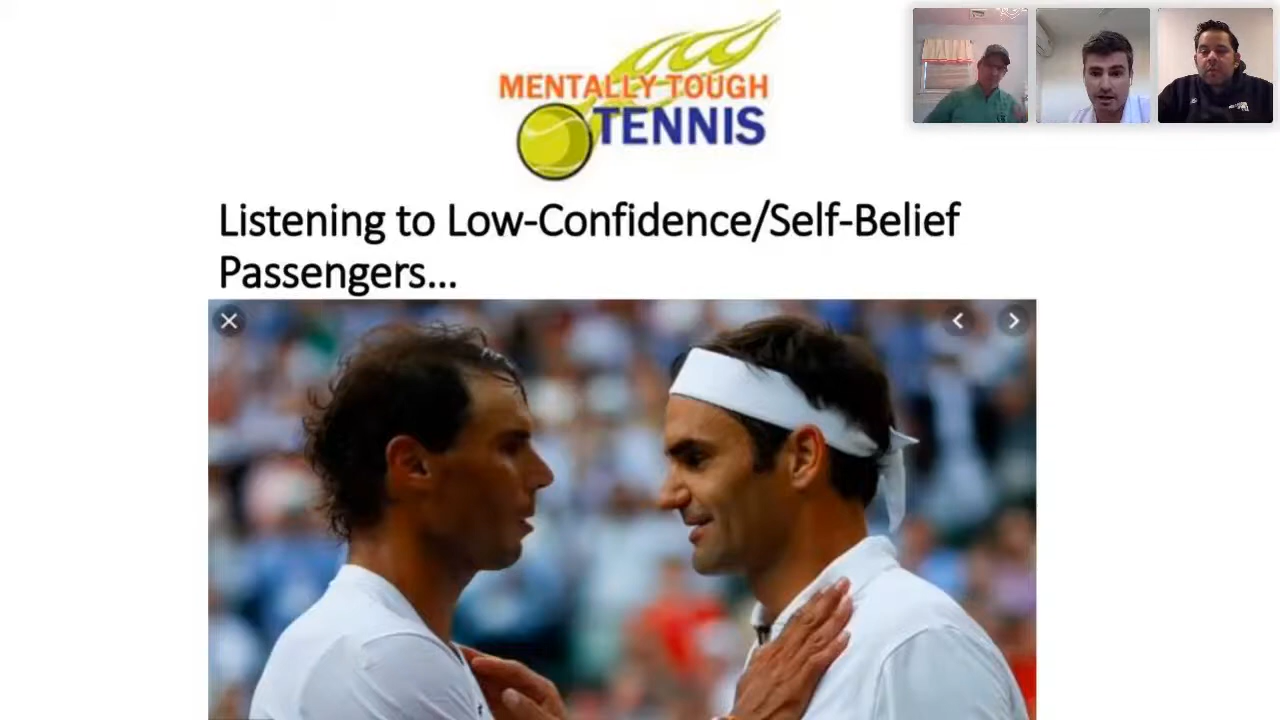 MENTALLY TOUGH
TENNIS
Listening to Low-Confidence/Self-Belief
Passengers...